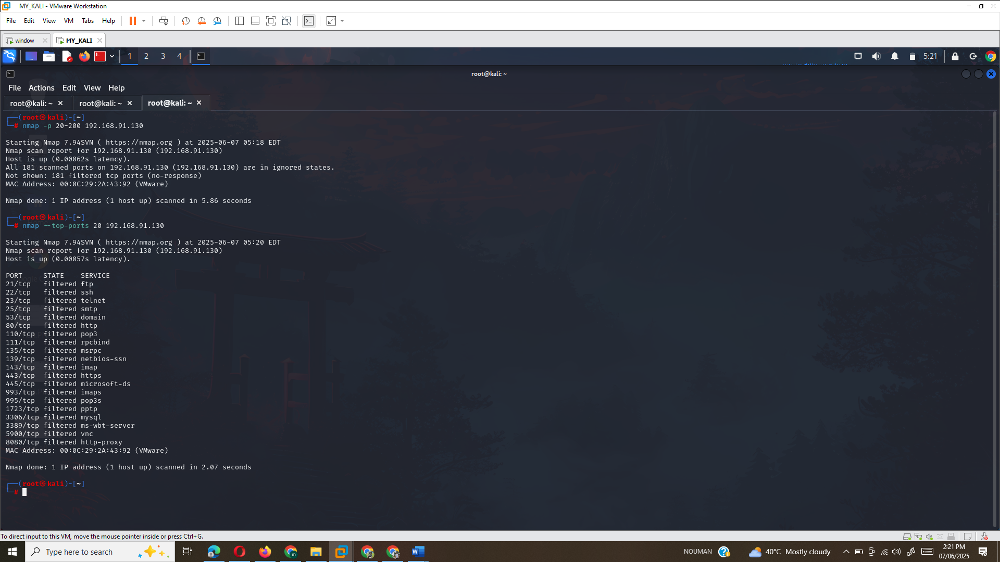 MY_KALI - VMware Workstation
File Edit View VM Tabs Help
window MY_KALI
1 2 3 4 5:21
root@kali: ~
File Actions Edit View Help
root@kali: ~ root@kali: ~ root@kali: ~
┌──(root㉿kali)-[~]
└─# nmap -p 20-200 192.168.91.130
Starting Nmap 7.94SVN ( https://nmap.org ) at 2025-06-07 05:18 EDT
Nmap scan report for 192.168.91.130 (192.168.91.130)
Host is up (0.00062s latency).
All 181 scanned ports on 192.168.91.130 (192.168.91.130) are in ignored states.
Not shown: 181 filtered tcp ports (no-response)
MAC Address: 00:0C:29:2A:43:92 (VMware)
Nmap done: 1 IP address (1 host up) scanned in 5.86 seconds
┌──(root㉿kali)-[~]
└─# nmap --top-ports 20 192.168.91.130
Starting Nmap 7.94SVN ( https://nmap.org ) at 2025-06-07 05:20 EDT
Nmap scan report for 192.168.91.130 (192.168.91.130)
Host is up (0.00057s latency).
PORT STATE SERVICE
21/tcp filtered ftp
22/tcp filtered ssh
23/tcp filtered telnet
25/tcp filtered smtp
53/tcp filtered domain
80/tcp filtered http
110/tcp filtered pop3
111/tcp filtered rpcbind
135/tcp filtered msrpc
139/tcp filtered netbios-ssn
143/tcp filtered imap
443/tcp filtered https
445/tcp filtered microsoft-ds
993/tcp filtered imaps
995/tcp filtered pop3s
1723/tcp filtered pptp
3306/tcp filtered mysql
3389/tcp filtered ms-wbt-server
5900/tcp filtered vnc
8080/tcp filtered http-proxy
MAC Address: 00:0C:29:2A:43:92 (VMware)
Nmap done: 1 IP address (1 host up) scanned in 2.07 seconds
┌──(root㉿kali)-[~]
└─#
To direct input to this VM, move the mouse pointer inside or press Ctrl+G.
Type here to search
NOUMAN
40°C Mostly cloudy
2:21 PM
07/06/2025